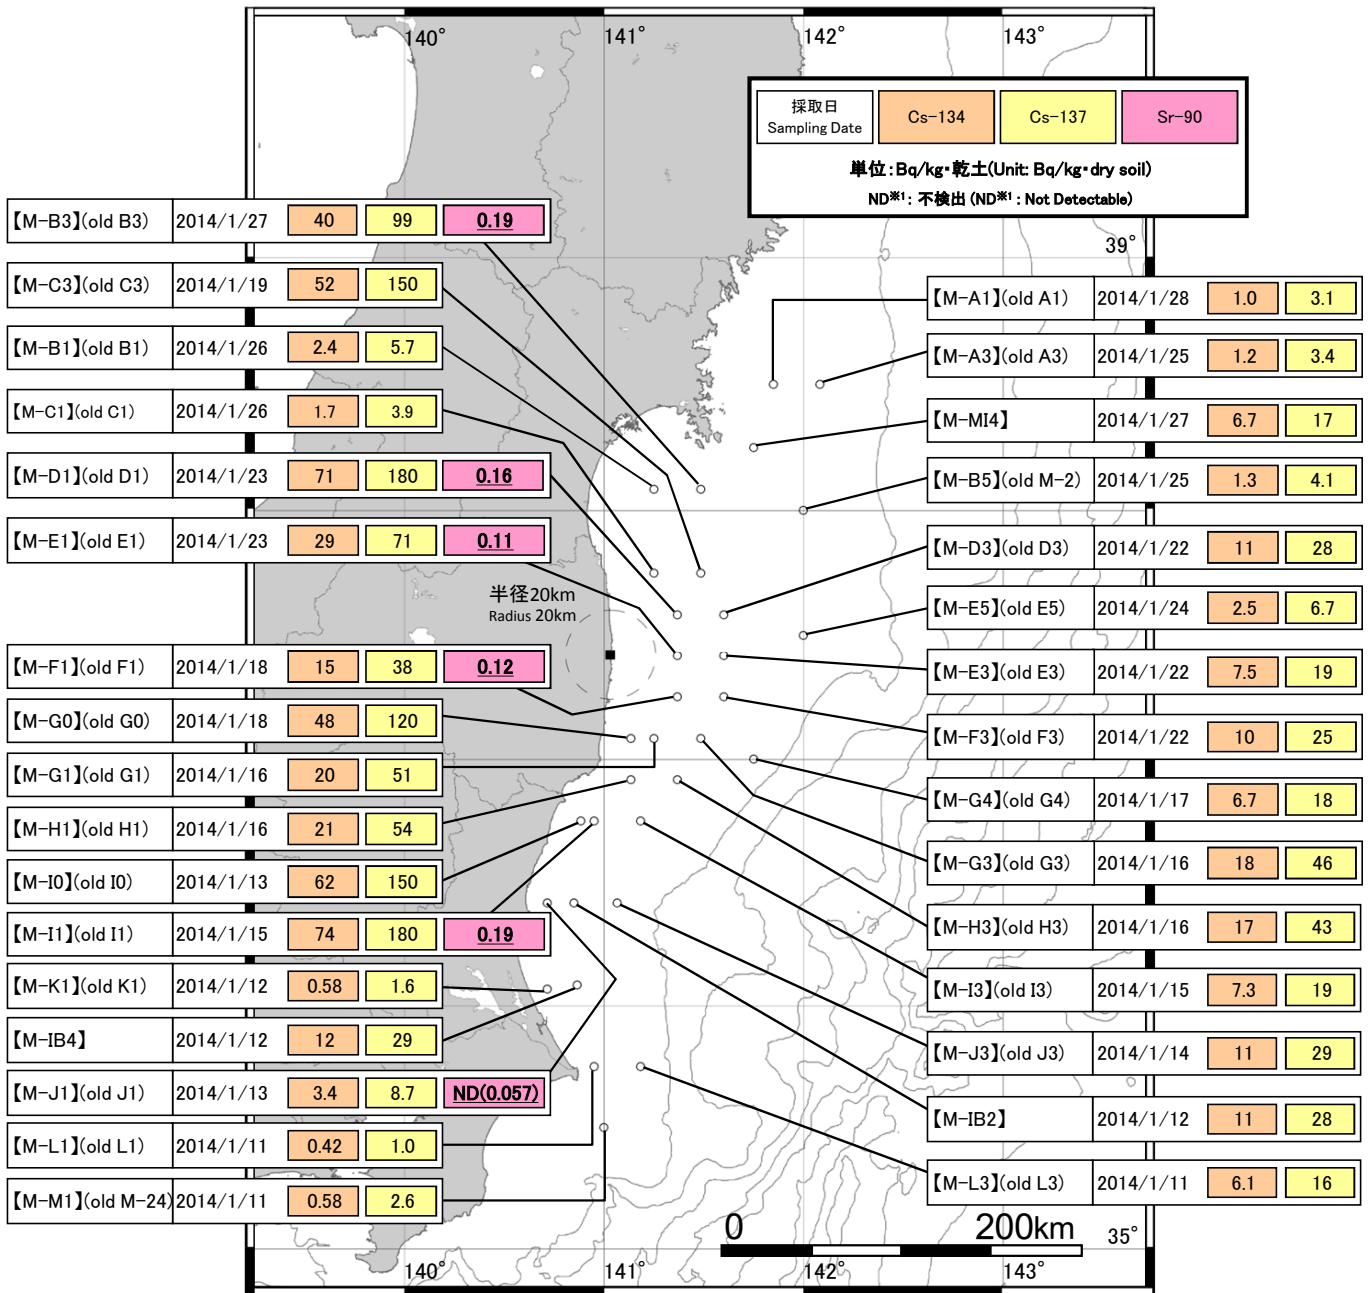 140°
141°
142°
143°
採取日
Sampling Date
Cs-134
Cs-137
Sr-90
単位:Bq/kg・乾土(Unit: Bq/kg・dry soil)
ND※1: 不検出 (ND※1: Not Detectable)
39°
【M-B3】(old B3) 2014/1/27 40 99 0.19
【M-C3】(old C3) 2014/1/19 52 150
【M-B1】(old B1) 2014/1/26 2.4 5.7
【M-C1】(old C1) 2014/1/26 1.7 3.9
【M-D1】(old D1) 2014/1/23 71 180 0.16
【M-E1】(old E1) 2014/1/23 29 71 0.11
半径20km
Radius 20km
【M-F1】(old F1) 2014/1/18 15 38 0.12
【M-G0】(old G0) 2014/1/18 48 120
【M-G1】(old G1) 2014/1/16 20 51
【M-H1】(old H1) 2014/1/16 21 54
【M-I0】(old I0) 2014/1/13 62 150
【M-I1】(old I1) 2014/1/15 74 180 0.19
【M-K1】(old K1) 2014/1/12 0.58 1.6
【M-IB4】 2014/1/12 12 29
【M-J1】(old J1) 2014/1/13 3.4 8.7 ND(0.057)
【M-L1】(old L1) 2014/1/11 0.42 1.0
【M-M1】(old M-24) 2014/1/11 0.58 2.6
【M-A1】(old A1) 2014/1/28 1.0 3.1
【M-A3】(old A3) 2014/1/25 1.2 3.4
【M-MI4】 2014/1/27 6.7 17
【M-B5】(old M-2) 2014/1/25 1.3 4.1
【M-D3】(old D3) 2014/1/22 11 28
【M-E5】(old E5) 2014/1/24 2.5 6.7
【M-E3】(old E3) 2014/1/22 7.5 19
【M-F3】(old F3) 2014/1/22 10 25
【M-G4】(old G4) 2014/1/17 6.7 18
【M-G3】(old G3) 2014/1/16 18 46
【M-H3】(old H3) 2014/1/16 17 43
【M-I3】(old I3) 2014/1/15 7.3 19
【M-J3】(old J3) 2014/1/14 11 29
【M-IB2】 2014/1/12 11 28
【M-L3】(old L3) 2014/1/11 6.1 16
0 200km
35°
140°
141°
142°
143°